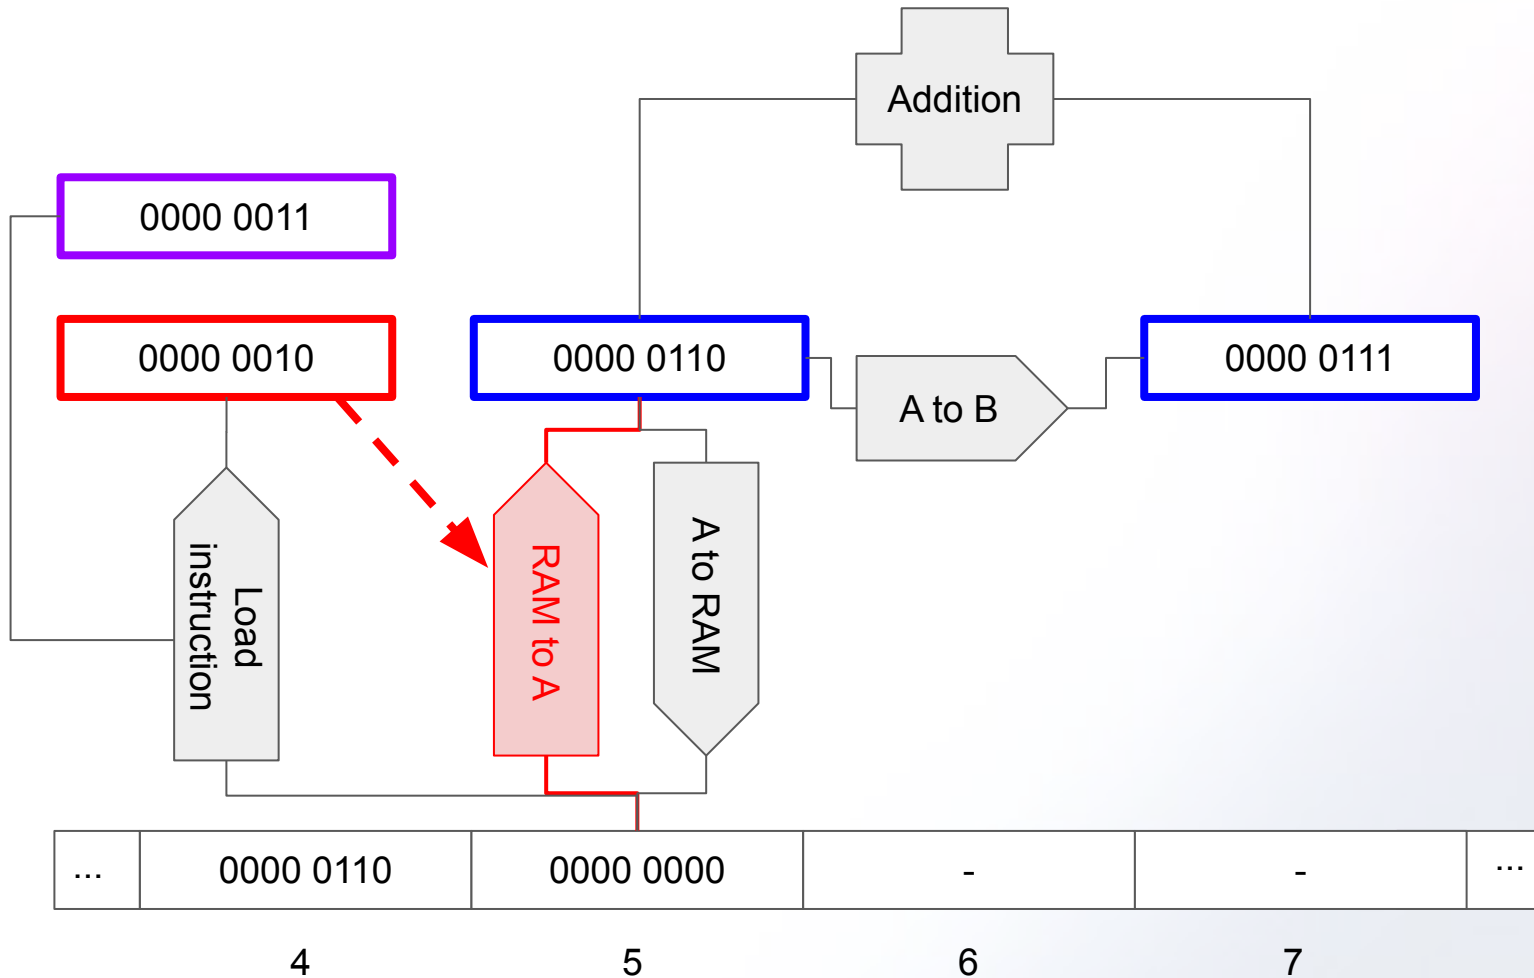 Addition
0000 0011
0000 0010
0000 0110
A to B
0000 0111
Load
instruction
RAM to A
A to RAM
...
0000 0110
0000 0000
-
-
...
4
5
6
7